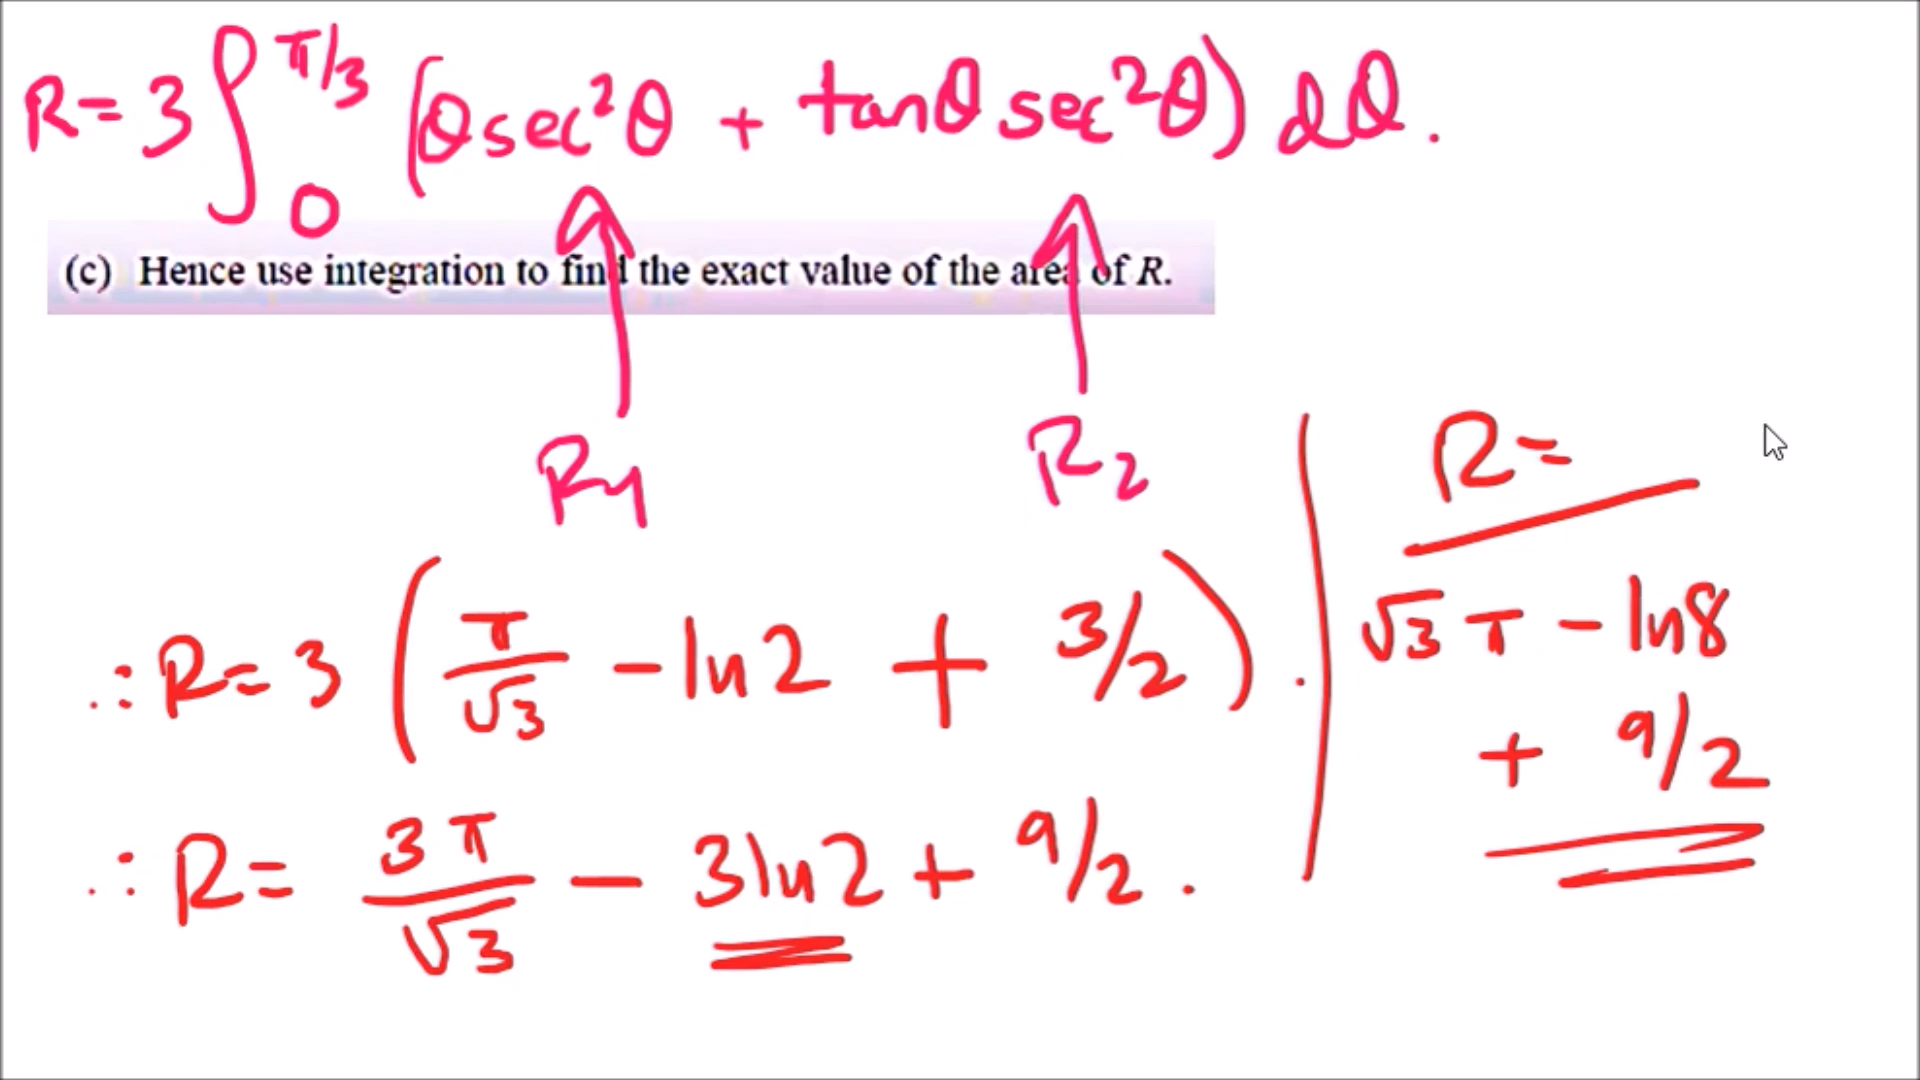 R = 3 ∫₀^π/3 (θsec²θ + tanθ sec²θ) dθ.
(c) Hence use integration to find the exact value of the area of R.
R₁
R₂
∴ R = 3 (π/√3 − ln2 + 3/2).
∴ R = 3π/√3 − 3ln2 + 9/2.
R =
√3 π − ln8
+ 9/2